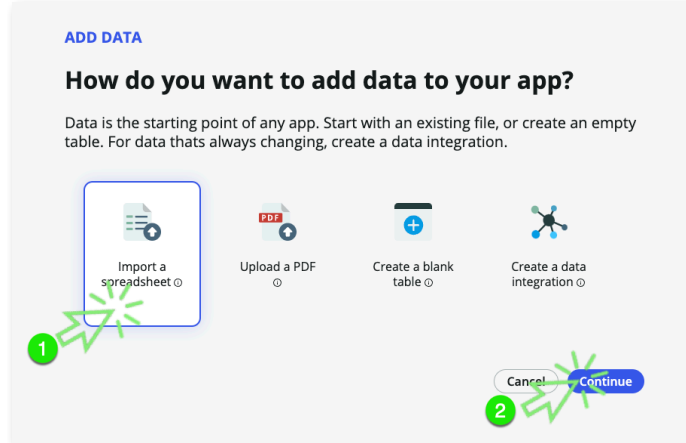 ADD DATA
How do you want to add data to your app?
Data is the starting point of any app. Start with an existing file, or create an empty
table. For data thats always changing, create a data integration.
PDF
Import a
spreadsheet
Upload a PDF
Create a blank
table
Create a data
integration
1
Cancel
Continue
2